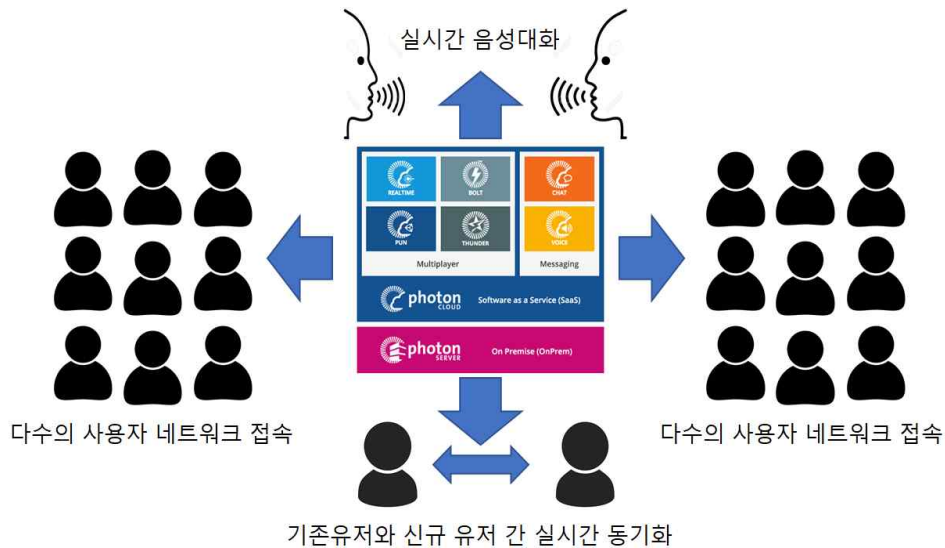 실시간 음성대화
REALTIME
BOLT
CHAT
PUN
THUNDER
VOICE
Multiplayer
Messaging
photon CLOUD
Software as a Service (SaaS)
photon SERVER
On Premise (OnPrem)
다수의 사용자 네트워크 접속
다수의 사용자 네트워크 접속
기존유저와 신규 유저 간 실시간 동기화